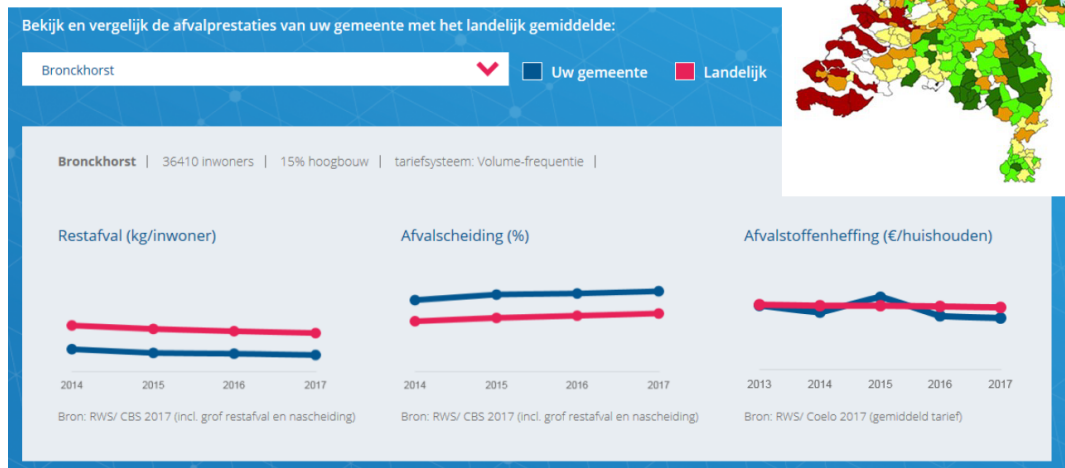 Bekijk en vergelijk de afvalprestaties van uw gemeente met het landelijk gemiddelde:
Bronckhorst
Uw gemeente
Landelijk
Bronckhorst | 36410 inwoners | 15% hoogbouw | tariefsysteem: Volume-frequentie |
Restafval (kg/inwoner)
2014 2015 2016 2017
Bron: RWS/ CBS 2017 (incl. grof restafval en nascheiding)
Afvalscheiding (%)
2014 2015 2016 2017
Bron: RWS/ CBS 2017 (incl. grof restafval en nascheiding)
Afvalstoffenheffing (€/huishouden)
2013 2014 2015 2016 2017
Bron: RWS/ Coelo 2017 (gemiddeld tarief)